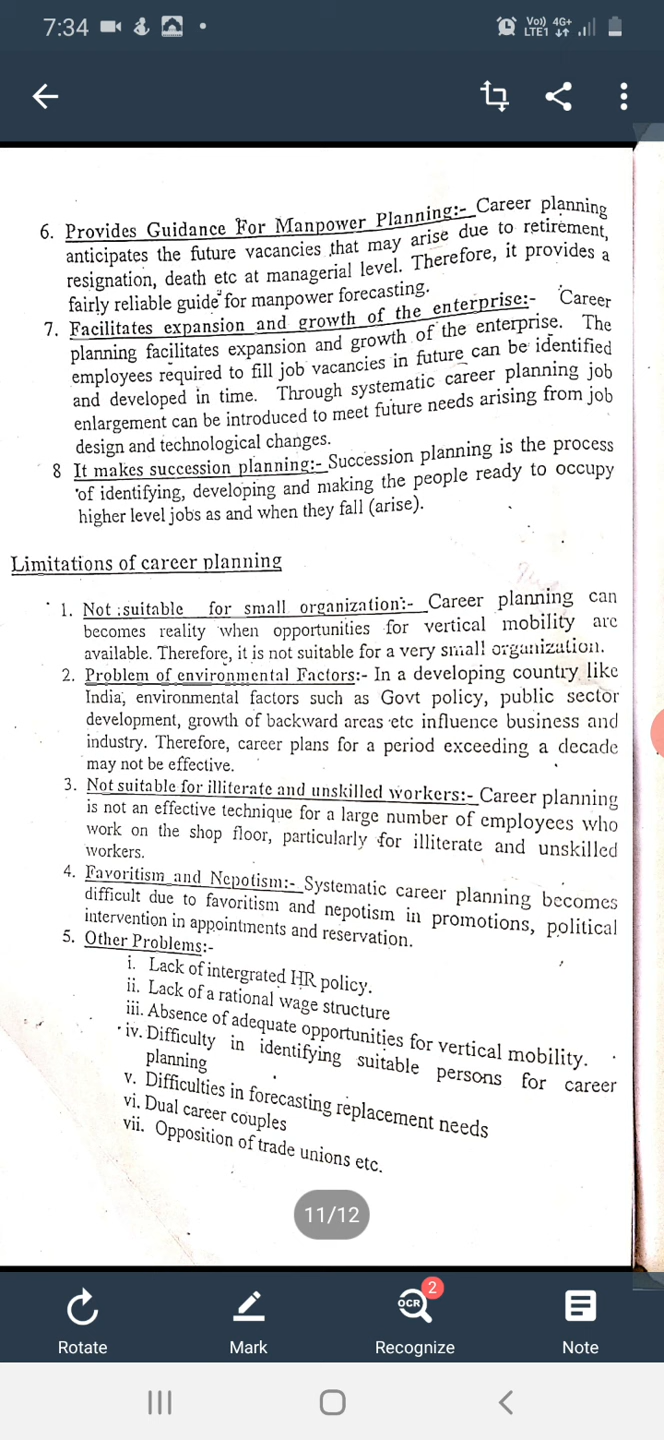 7:34
Vo)) 4G+
LTE1
6. Provides Guidance For Manpower Planning:- Career planning
anticipates the future vacancies that may arise due to retirement,
resignation, death etc at managerial level. Therefore, it provides a
fairly reliable guide for manpower forecasting.
7. Facilitates expansion and growth of the enterprise:- Career
planning facilitates expansion and growth of the enterprise. The
employees required to fill job vacancies in future can be identified
and developed in time. Through systematic career planning job
enlargement can be introduced to meet future needs arising from job
design and technological changes.
8 It makes succession planning:- Succession planning is the process
of identifying, developing and making the people ready to occupy
higher level jobs as and when they fall (arise).
Limitations of career planning
1. Not suitable for small organization:- Career planning can
becomes reality when opportunities for vertical mobility are
available. Therefore, it is not suitable for a very small organization.
2. Problem of environmental Factors:- In a developing country like
India, environmental factors such as Govt policy, public sector
development, growth of backward areas etc influence business and
industry. Therefore, career plans for a period exceeding a decade
may not be effective.
3. Not suitable for illiterate and unskilled workers:- Career planning
is not an effective technique for a large number of employees who
work on the shop floor, particularly for illiterate and unskilled
workers.
4. Favoritism and Nepotism:- Systematic career planning becomes
difficult due to favoritism and nepotism in promotions, political
intervention in appointments and reservation.
5. Other Problems:-
i. Lack of intergrated HR policy.
ii. Lack of a rational wage structure
iii. Absence of adequate opportunities for vertical mobility.
iv. Difficulty in identifying suitable persons for career
planning
v. Difficulties in forecasting replacement needs
vi. Dual career couples
vii. Opposition of trade unions etc.
11/12
OCR
2
Rotate
Mark
Recognize
Note